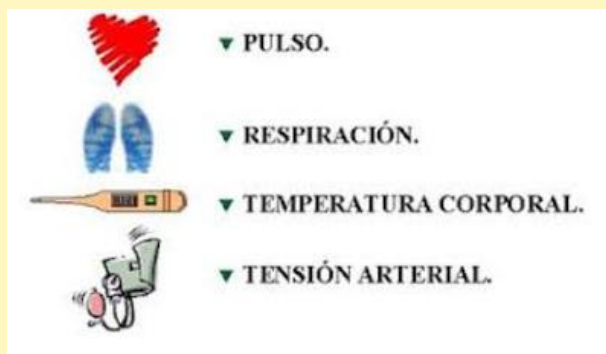 PULSO.
RESPIRACIÓN.
TEMPERATURA CORPORAL.
TENSIÓN ARTERIAL.